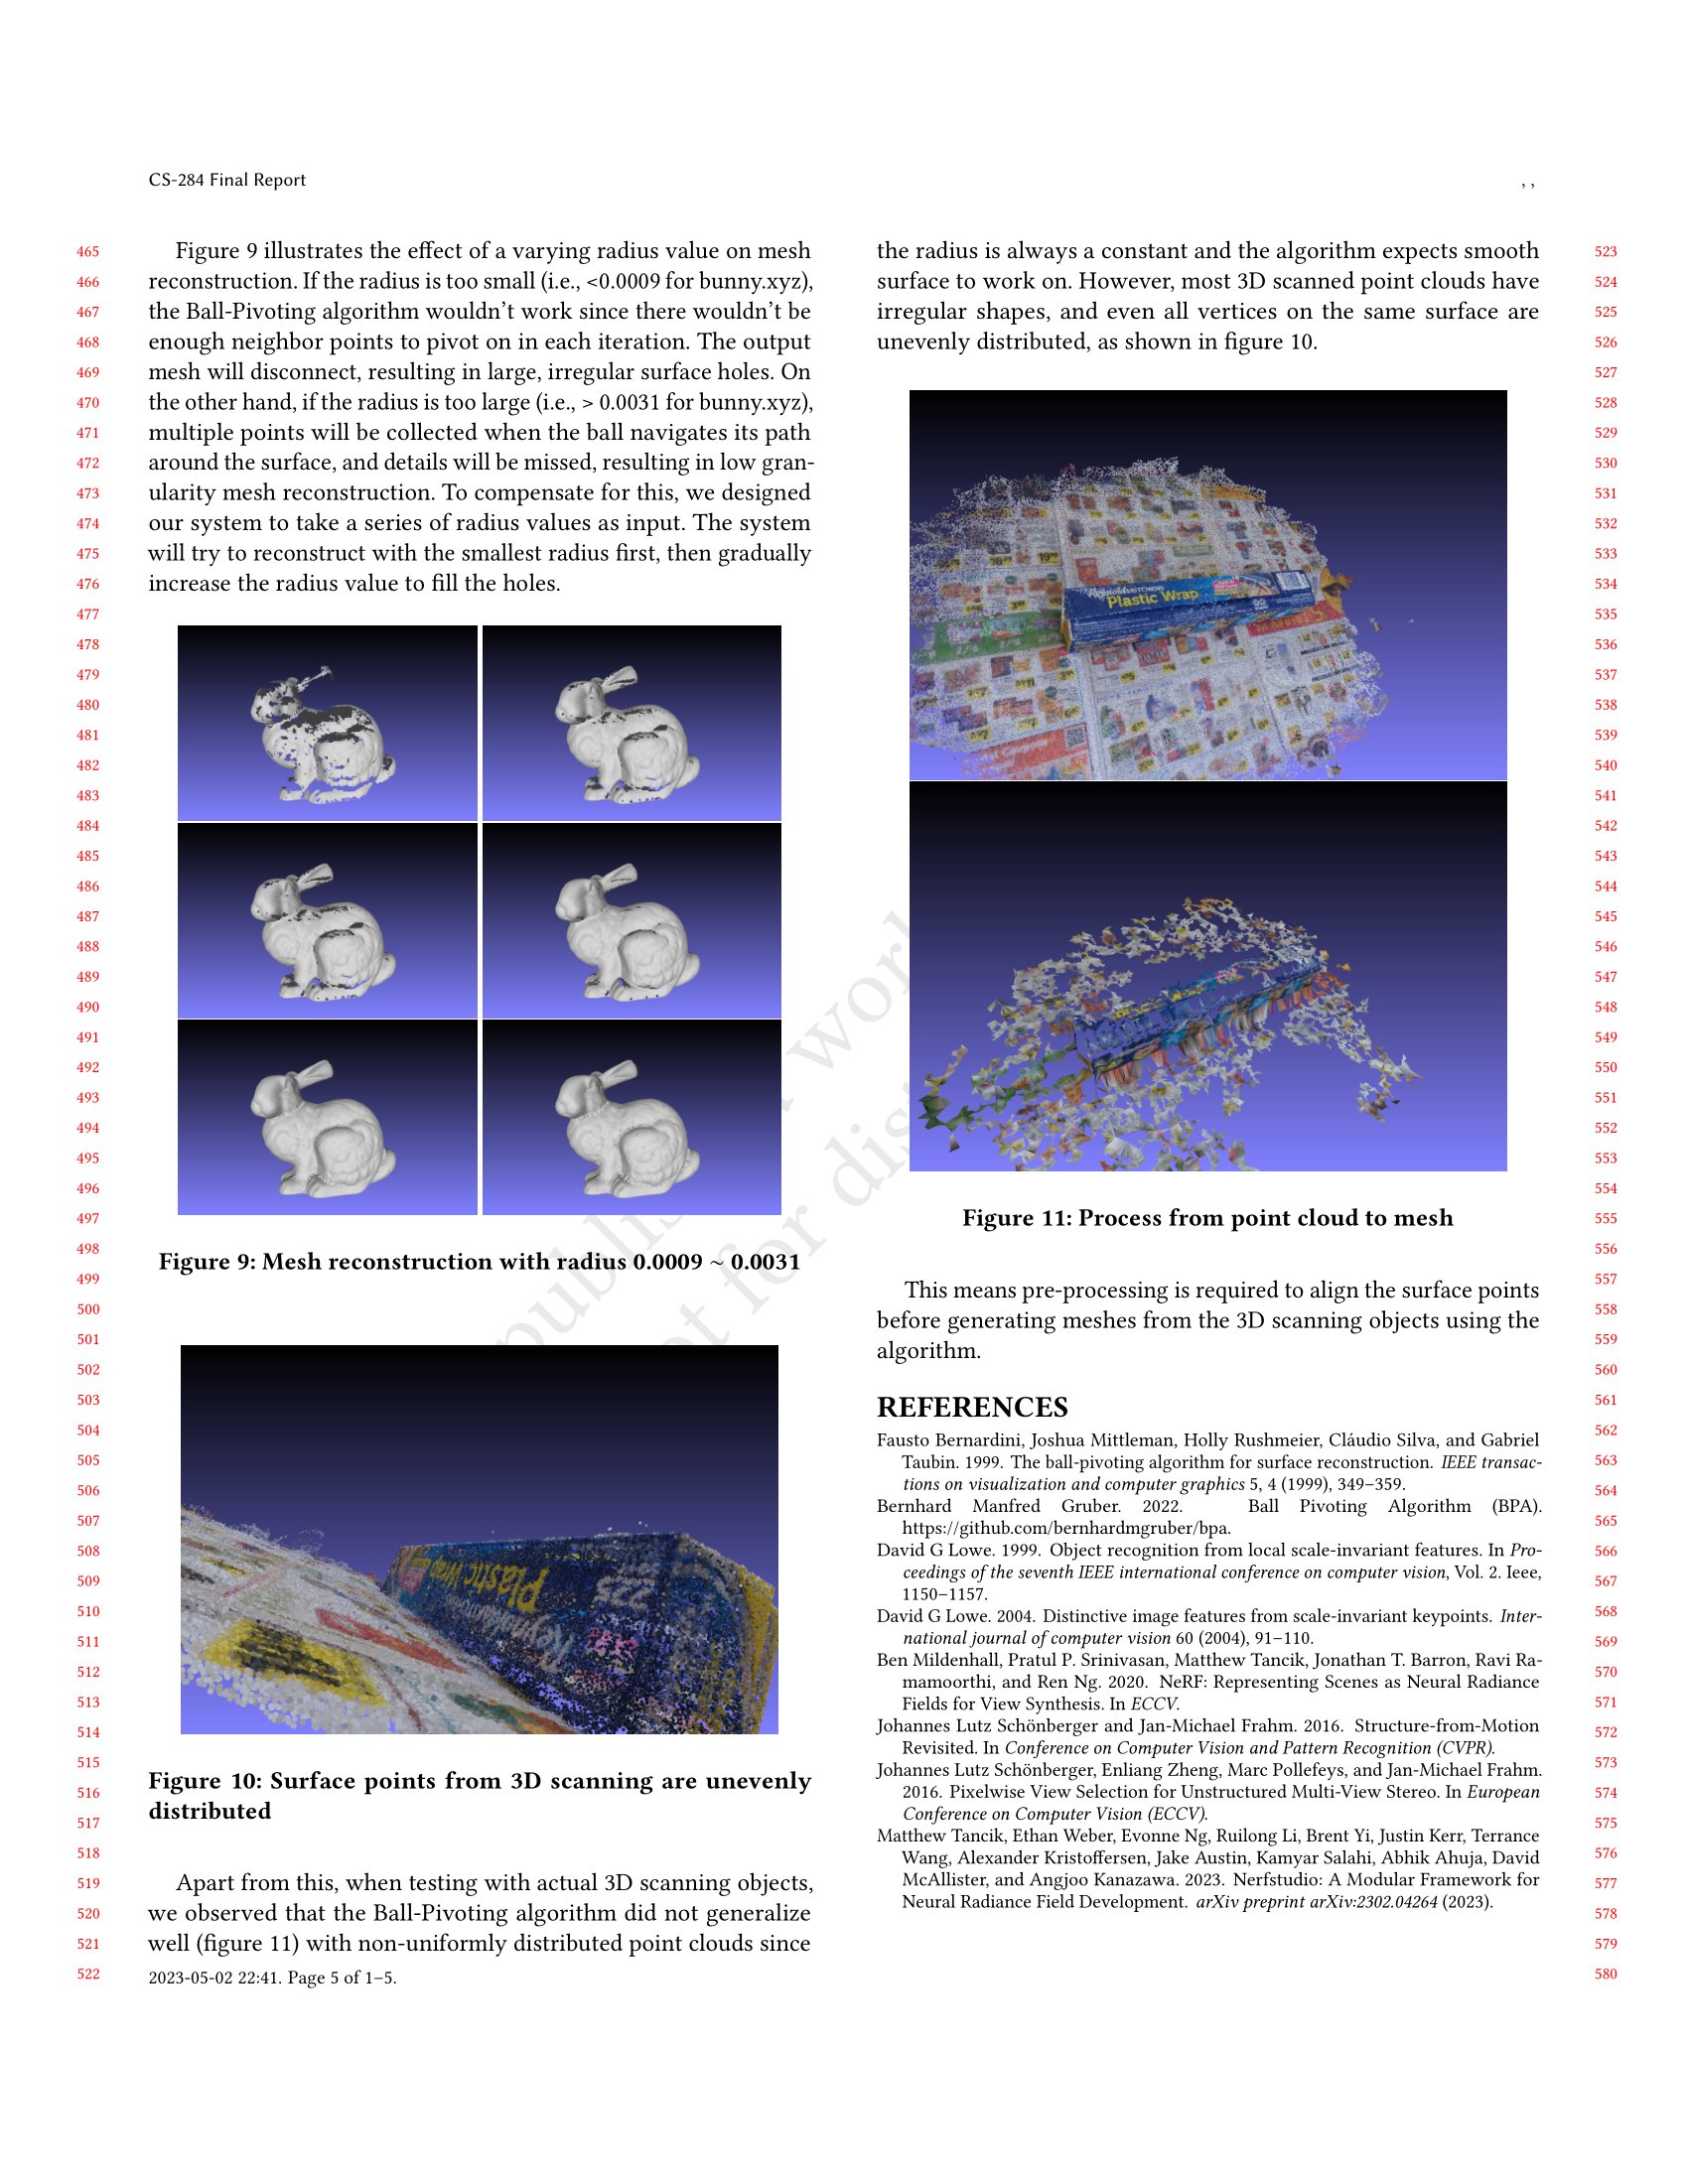 CS-284 Final Report
, ,
465
466
467
468
469
470
471
472
473
474
475
476
477
478
479
480
481
482
483
484
485
486
487
488
489
490
491
492
493
494
495
496
497
498
499
500
501
502
503
504
505
506
507
508
509
510
511
512
513
514
515
516
517
518
519
520
521
522
Figure 9 illustrates the effect of a varying radius value on mesh
reconstruction. If the radius is too small (i.e., <0.0009 for bunny.xyz),
the Ball-Pivoting algorithm wouldn't work since there wouldn't be
enough neighbor points to pivot on in each iteration. The output
mesh will disconnect, resulting in large, irregular surface holes. On
the other hand, if the radius is too large (i.e., > 0.0031 for bunny.xyz),
multiple points will be collected when the ball navigates its path
around the surface, and details will be missed, resulting in low gran-
ularity mesh reconstruction. To compensate for this, we designed
our system to take a series of radius values as input. The system
will try to reconstruct with the smallest radius first, then gradually
increase the radius value to fill the holes.
Figure 9: Mesh reconstruction with radius 0.0009 ~ 0.0031
Plastic Wrap
Figure 10: Surface points from 3D scanning are unevenly
distributed
Apart from this, when testing with actual 3D scanning objects,
we observed that the Ball-Pivoting algorithm did not generalize
well (figure 11) with non-uniformly distributed point clouds since
2023-05-02 22:41. Page 5 of 1–5.
the radius is always a constant and the algorithm expects smooth
surface to work on. However, most 3D scanned point clouds have
irregular shapes, and even all vertices on the same surface are
unevenly distributed, as shown in figure 10.
Plastic Wrap
Figure 11: Process from point cloud to mesh
This means pre-processing is required to align the surface points
before generating meshes from the 3D scanning objects using the
algorithm.
REFERENCES
Fausto Bernardini, Joshua Mittleman, Holly Rushmeier, Cláudio Silva, and Gabriel
Taubin. 1999. The ball-pivoting algorithm for surface reconstruction. IEEE transac-
tions on visualization and computer graphics 5, 4 (1999), 349–359.
Bernhard Manfred Gruber. 2022. Ball Pivoting Algorithm (BPA).
https://github.com/bernhardmgruber/bpa.
David G Lowe. 1999. Object recognition from local scale-invariant features. In Pro-
ceedings of the seventh IEEE international conference on computer vision, Vol. 2. Ieee,
1150–1157.
David G Lowe. 2004. Distinctive image features from scale-invariant keypoints. Inter-
national journal of computer vision 60 (2004), 91–110.
Ben Mildenhall, Pratul P. Srinivasan, Matthew Tancik, Jonathan T. Barron, Ravi Ra-
mamoorthi, and Ren Ng. 2020. NeRF: Representing Scenes as Neural Radiance
Fields for View Synthesis. In ECCV.
Johannes Lutz Schönberger and Jan-Michael Frahm. 2016. Structure-from-Motion
Revisited. In Conference on Computer Vision and Pattern Recognition (CVPR).
Johannes Lutz Schönberger, Enliang Zheng, Marc Pollefeys, and Jan-Michael Frahm.
2016. Pixelwise View Selection for Unstructured Multi-View Stereo. In European
Conference on Computer Vision (ECCV).
Matthew Tancik, Ethan Weber, Evonne Ng, Ruilong Li, Brent Yi, Justin Kerr, Terrance
Wang, Alexander Kristoffersen, Jake Austin, Kamyar Salahi, Abhik Ahuja, David
McAllister, and Angjoo Kanazawa. 2023. Nerfstudio: A Modular Framework for
Neural Radiance Field Development. arXiv preprint arXiv:2302.04264 (2023).
523
524
525
526
527
528
529
530
531
532
533
534
535
536
537
538
539
540
541
542
543
544
545
546
547
548
549
550
551
552
553
554
555
556
557
558
559
560
561
562
563
564
565
566
567
568
569
570
571
572
573
574
575
576
577
578
579
580